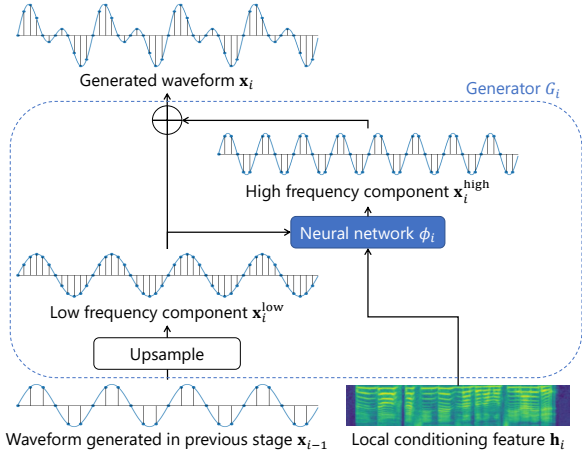 Generated waveform x_i
Generator G_i
High frequency component x_i^high
Neural network ϕ_i
Low frequency component x_i^low
Upsample
Waveform generated in previous stage x_{i−1}
Local conditioning feature h_i